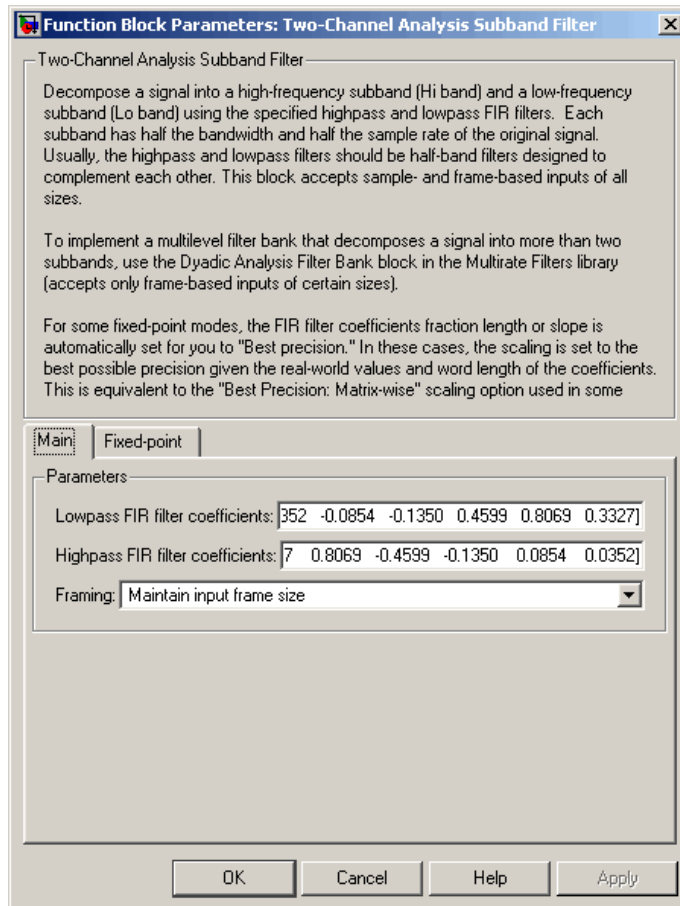 Function Block Parameters: Two-Channel Analysis Subband Filter
Two-Channel Analysis Subband Filter
Decompose a signal into a high-frequency subband (Hi band) and a low-frequency
subband (Lo band) using the specified highpass and lowpass FIR filters.  Each
subband has half the bandwidth and half the sample rate of the original signal.
Usually, the highpass and lowpass filters should be half-band filters designed to
complement each other. This block accepts sample- and frame-based inputs of all
sizes.
To implement a multilevel filter bank that decomposes a signal into more than two
subbands, use the Dyadic Analysis Filter Bank block in the Multirate Filters library
(accepts only frame-based inputs of certain sizes).
For some fixed-point modes, the FIR filter coefficients fraction length or slope is
automatically set for you to "Best precision." In these cases, the scaling is set to the
best possible precision given the real-world values and word length of the coefficients.
This is equivalent to the "Best Precision: Matrix-wise" scaling option used in some
Main Fixed-point
Parameters
Lowpass FIR filter coefficients: 352 -0.0854 -0.1350 0.4599 0.8069 0.3327]
Highpass FIR filter coefficients: 7 0.8069 -0.4599 -0.1350 0.0854 0.0352]
Framing: Maintain input frame size
OK Cancel Help Apply